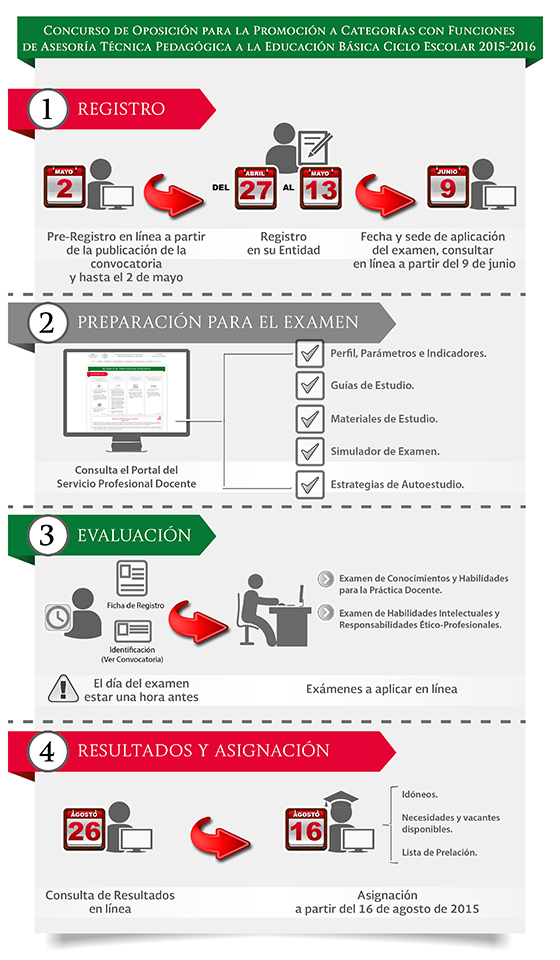 Concurso de Oposición para la Promoción a Categorías con Funciones
de Asesoría Técnica Pedagógica a la Educación Básica Ciclo Escolar 2015-2016
1 REGISTRO
MAYO
2
DEL
ABRIL
27
AL
MAYO
13
JUNIO
9
Pre-Registro en línea a partir
de la publicación de la
convocatoria
y hasta el 2 de mayo
Registro
en su Entidad
Fecha y sede de aplicación
del examen, consultar
en línea a partir del 9 de junio
2 PREPARACIÓN PARA EL EXAMEN
Consulta el Portal del
Servicio Profesional Docente
Perfil, Parámetros e Indicadores.
Guías de Estudio.
Materiales de Estudio.
Simulador de Examen.
Estrategias de Autoestudio.
3 EVALUACIÓN
Ficha de Registro
Identificación
(Ver Convocatoria)
El día del examen
estar una hora antes
Examen de Conocimientos y Habilidades
para la Práctica Docente.
Examen de Habilidades Intelectuales y
Responsabilidades Ético-Profesionales.
Exámenes a aplicar en línea
4 RESULTADOS Y ASIGNACIÓN
AGOSTO
26
Consulta de Resultados
en línea
AGOSTO
16
Asignación
a partir del 16 de agosto de 2015
Idóneos.
Necesidades y vacantes
disponibles.
Lista de Prelación.